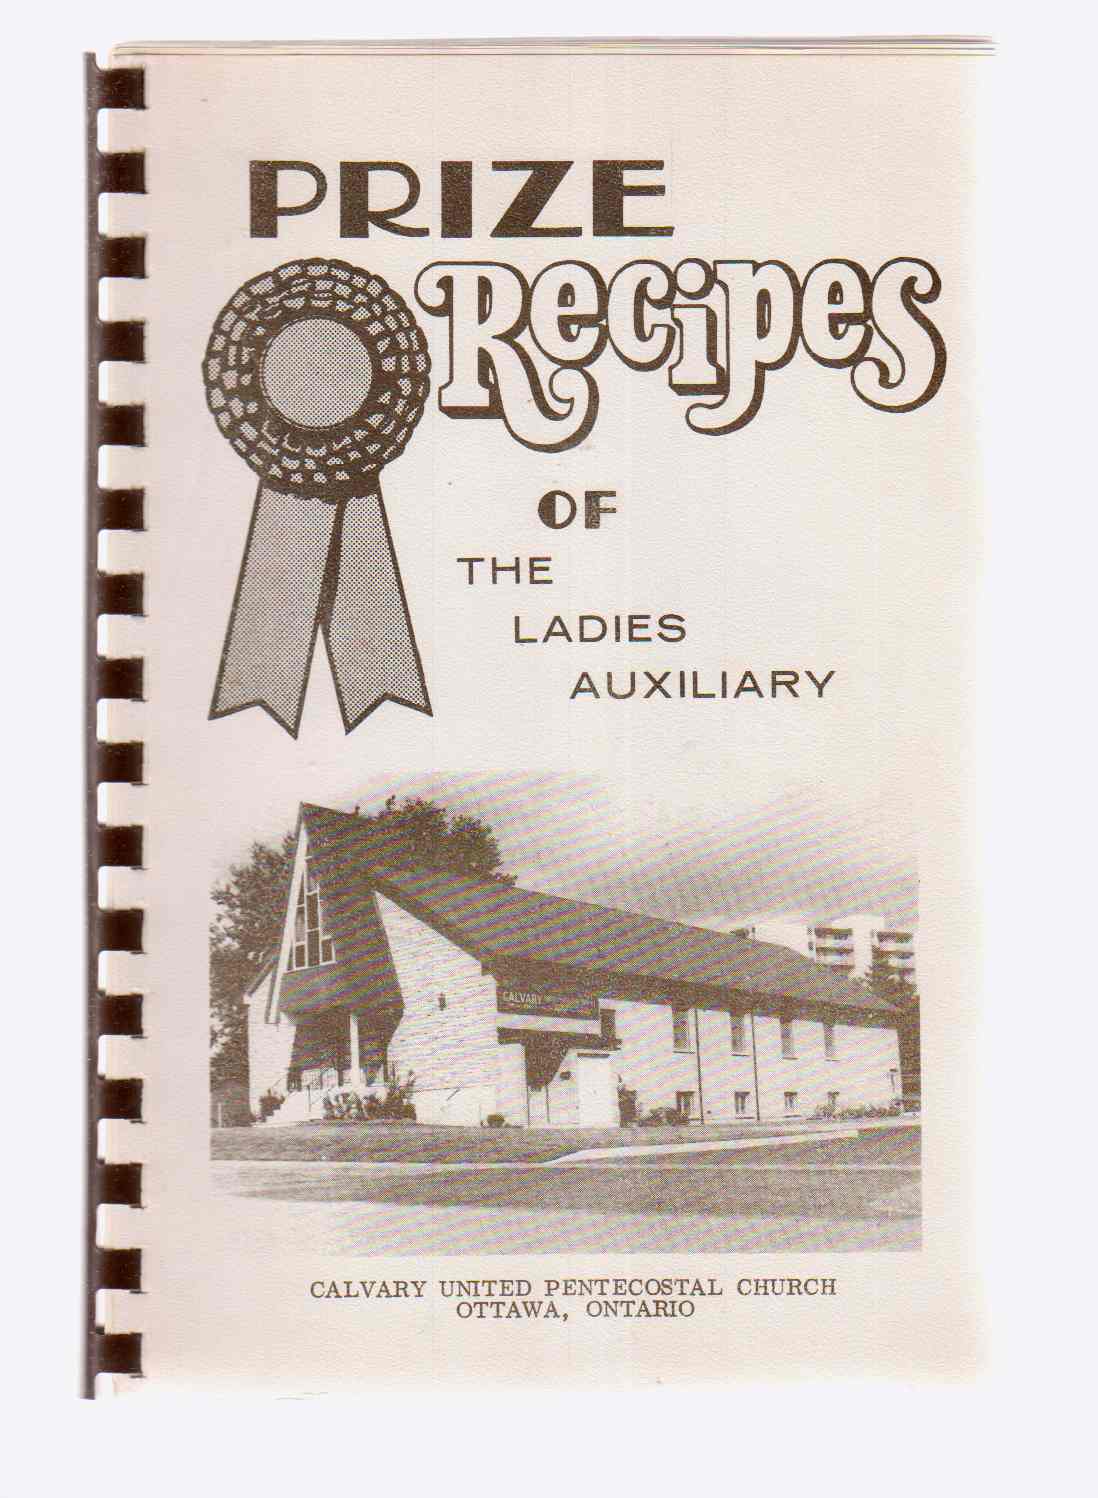 PRIZE
Recipes
OF
THE
LADIES
AUXILIARY
CALVARY
CALVARY UNITED PENTECOSTAL CHURCH
OTTAWA, ONTARIO